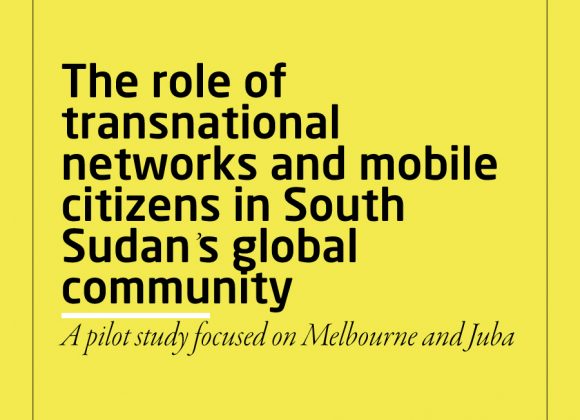 The role of
transnational
networks and mobile
citizens in South
Sudan's global
community
A pilot study focused on Melbourne and Juba